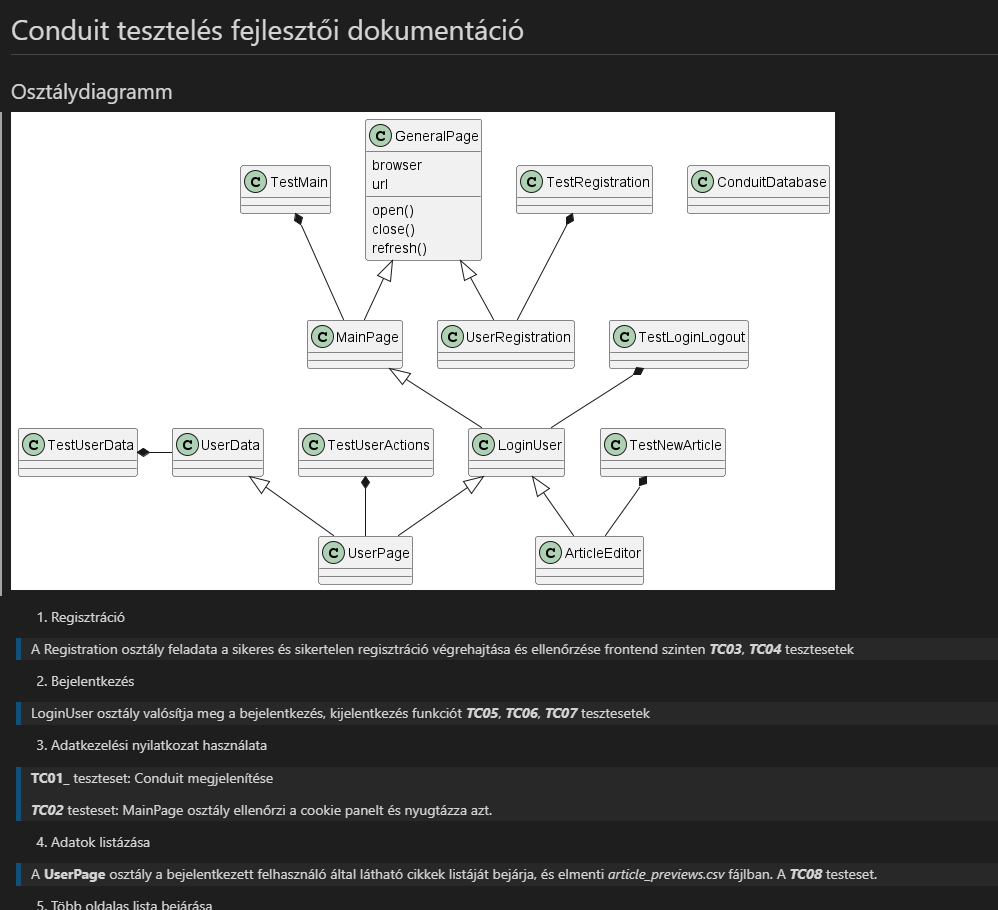 Conduit tesztelés fejlesztői dokumentáció
Osztálydiagramm
C GeneralPage
browser
url
open()
close()
refresh()
C TestMain
C TestRegistration
C ConduitDatabase
C MainPage
C UserRegistration
C TestLoginLogout
C TestUserData
C UserData
C TestUserActions
C LoginUser
C TestNewArticle
C UserPage
C ArticleEditor
1. Regisztráció
A Registration osztály feladata a sikeres és sikertelen regisztráció végrehajtása és ellenőrzése frontend szinten TC03, TC04 tesztesetek
2. Bejelentkezés
LoginUser osztály valósítja meg a bejelentkezés, kijelentkezés funkciót TC05, TC06, TC07 tesztesetek
3. Adatkezelési nyilatkozat használata
TC01_ teszteset: Conduit megjelenítése
TC02 testeset: MainPage osztály ellenőrzi a cookie panelt és nyugtázza azt.
4. Adatok listázása
A UserPage osztály a bejelentkezett felhasználó által látható cikkek listáját bejárja, és elmenti article_previews.csv fájlban. A TC08 testeset.
5. Több oldalas lista bejárása